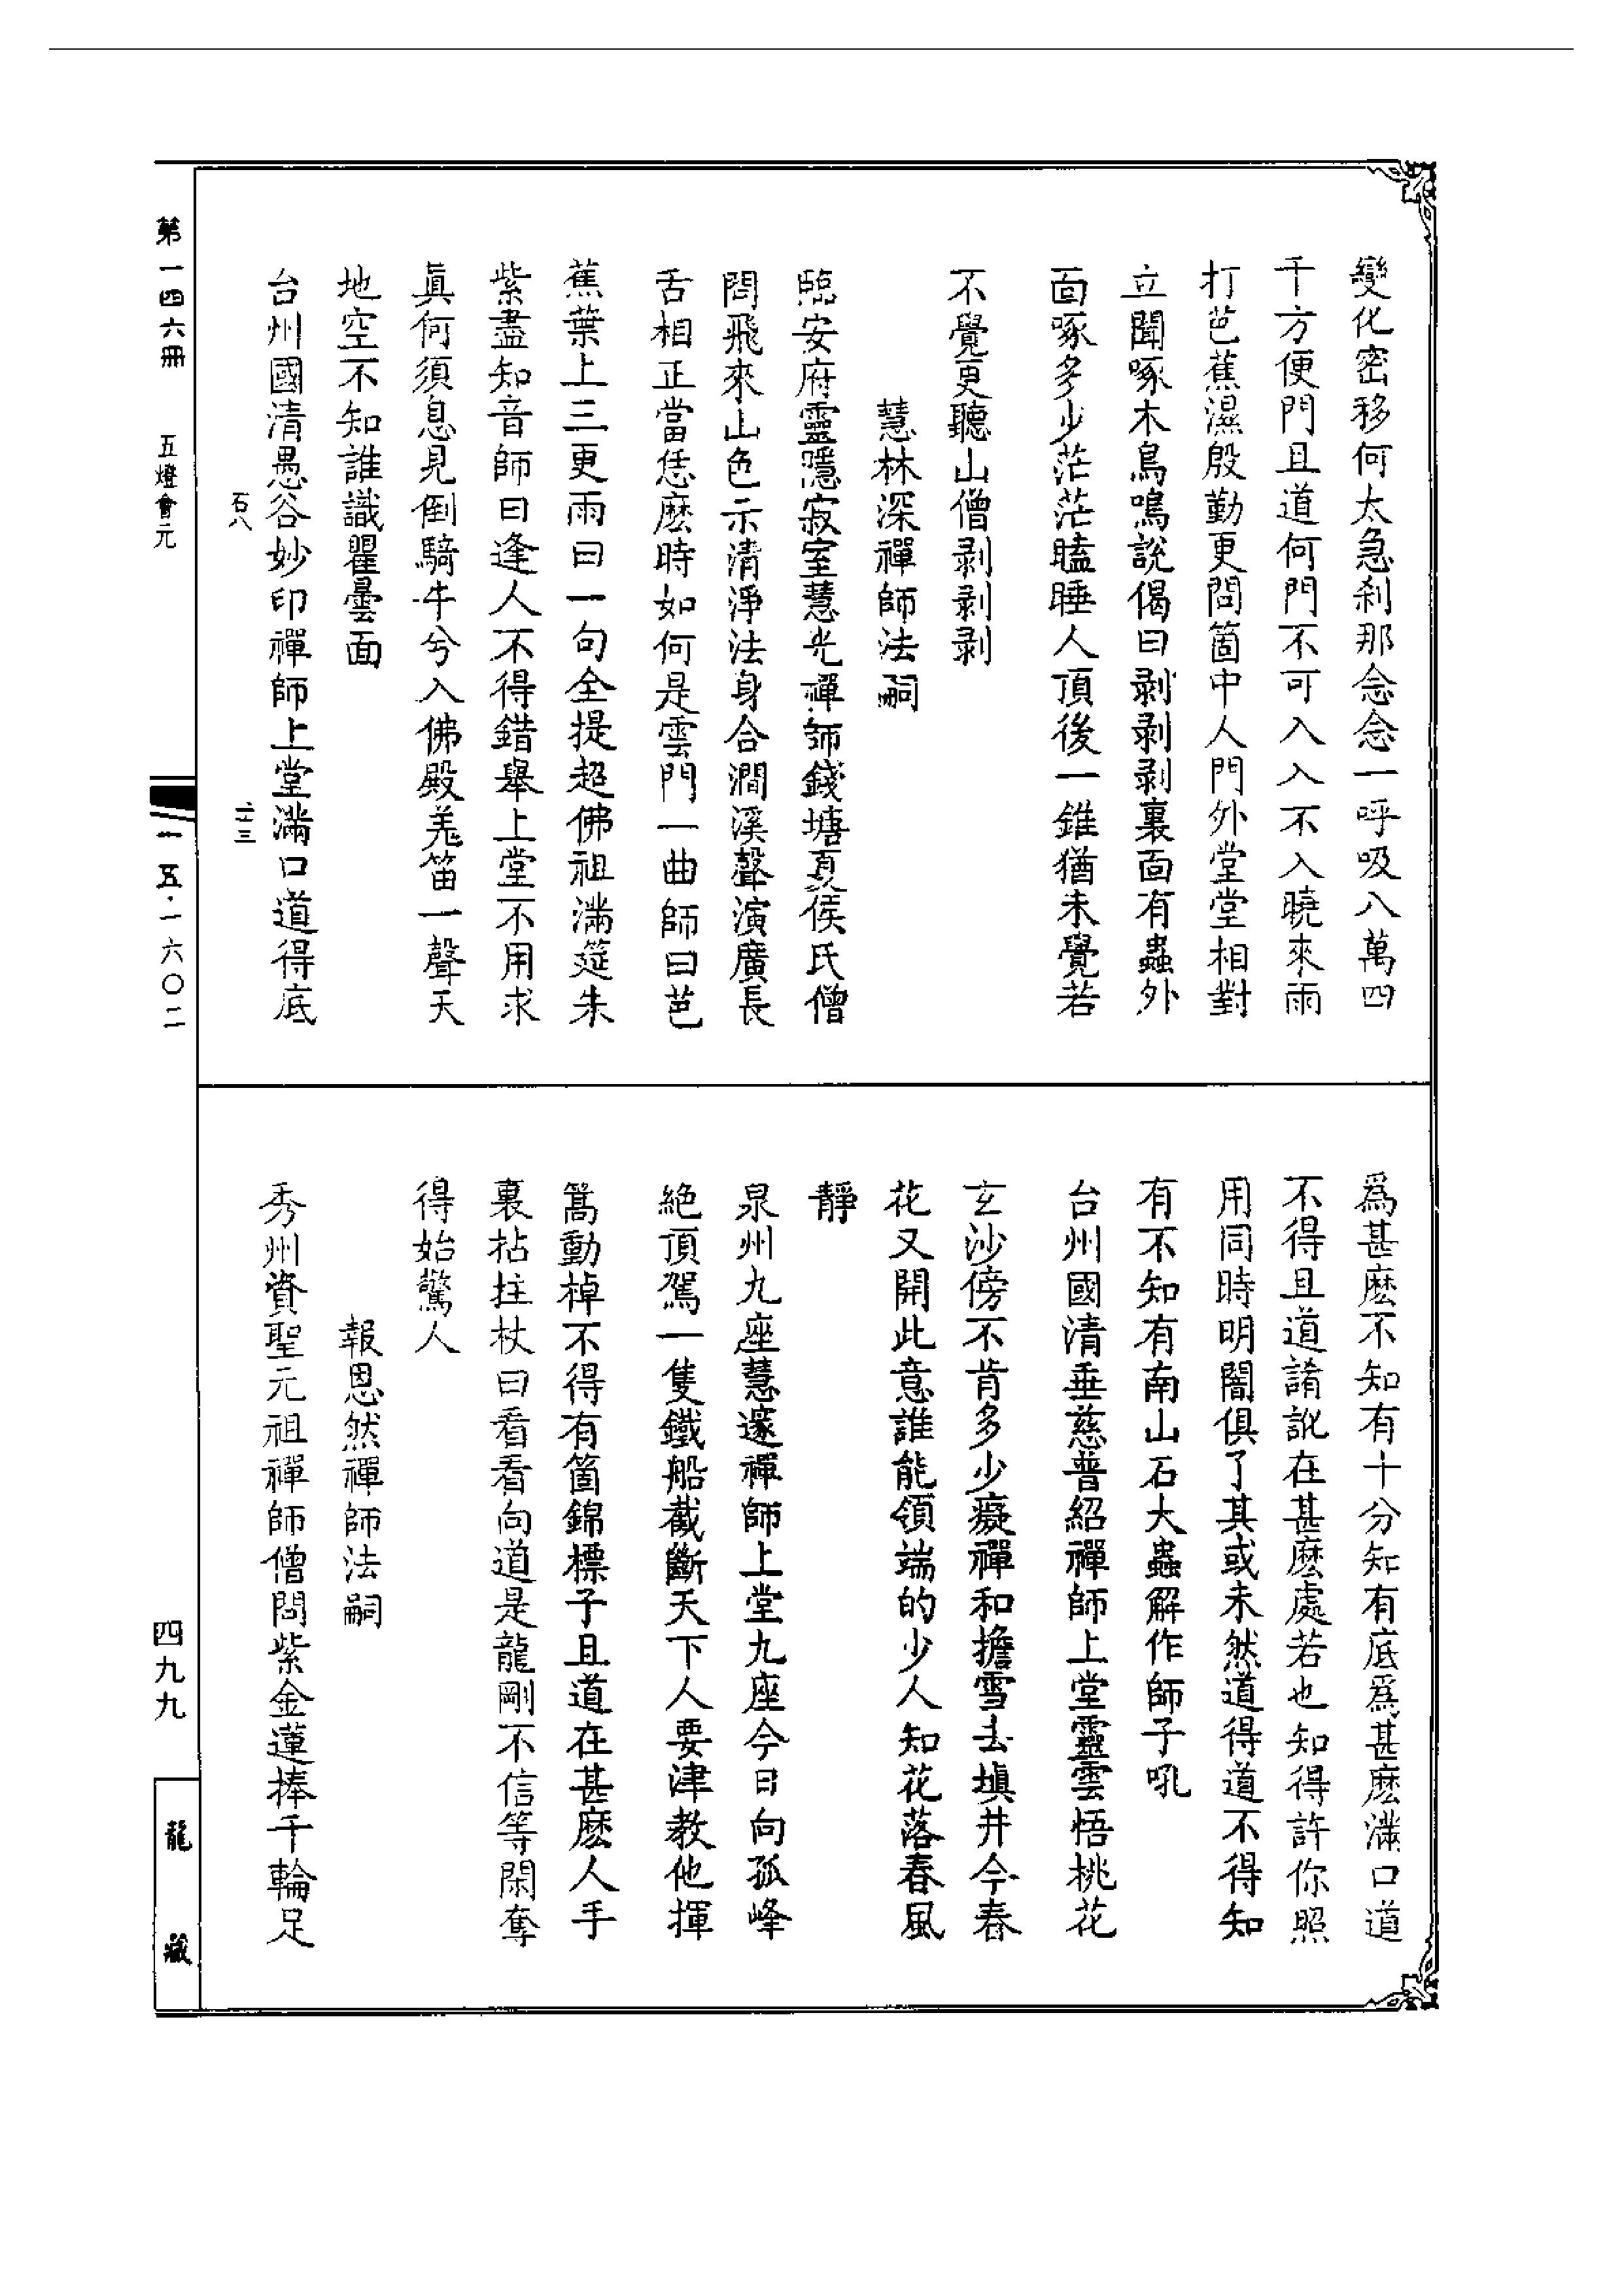 變化密移何太急刹那念念一呼吸八萬四
千方便門且道何門不可入入不入曉來雨
打芭蕉濕殷勤更問箇中人門外堂堂相對
立聞啄木鳥鳴說偈曰剥剥剥裏面有蟲外
面啄多少茫茫瞌睡人頂後一錐猶未覺若
不覺更聽山僧剥剥剥
慧林深禪師法嗣
臨安府靈隱寂室慧光禪師錢塘夏侯氏僧
問飛來山色示清淨法身合澗溪聲演廣長
舌相正當恁麽時如何是雲門一曲師曰芭
蕉葉上三更雨曰一句全提超佛祖滿筵朱
紫盡知音師曰逢人不得錯舉上堂不用求
眞何須息見倒騎牛兮入佛殿羗笛一聲天
地空不知誰識瞿曇面
台州國清愚谷妙印禪師上堂滿口道得底
爲甚麽不知有十分知有底爲甚麽滿口道
不得且道誵訛在甚麽處若也知得許你照
用同時明闇俱了其或未然道得道不得知
有不知有南山石大蟲解作師子吼
台州國清垂慈普紹禪師上堂靈雲悟桃花
玄沙傍不肯多少癡禪和擔雪去填井今春
花又開此意誰能領端的少人知花落春風
靜
泉州九座慧邃禪師上堂九座今日向孤峰
絶頂駕一隻鐵船截斷天下人要津教他揮
篙動棹不得有箇錦標子且道在甚麽人手
裏拈拄杖曰看看向道是龍剛不信等閑奪
得始驚人
報恩然禪師法嗣
秀州資聖元祖禪師僧問紫金蓮捧千輪足
石八
二十三
第一四六冊 五燈會元
一五·一六〇二
四九九
龍藏